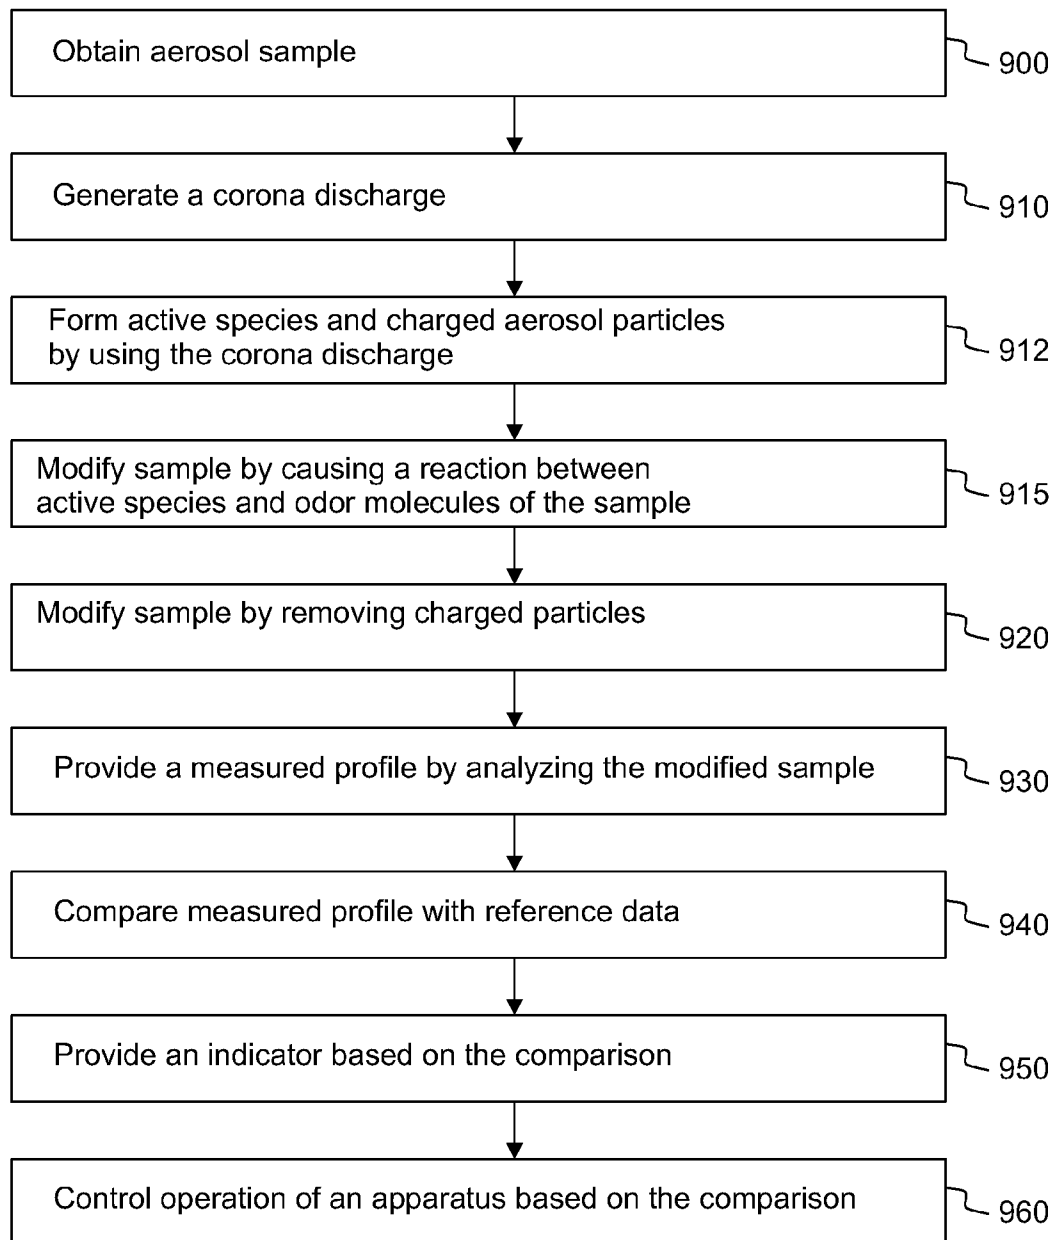 Obtain aerosol sample
900
Generate a corona discharge
910
Form active species and charged aerosol particles
by using the corona discharge
912
Modify sample by causing a reaction between
active species and odor molecules of the sample
915
Modify sample by removing charged particles
920
Provide a measured profile by analyzing the modified sample
930
Compare measured profile with reference data
940
Provide an indicator based on the comparison
950
Control operation of an apparatus based on the comparison
960